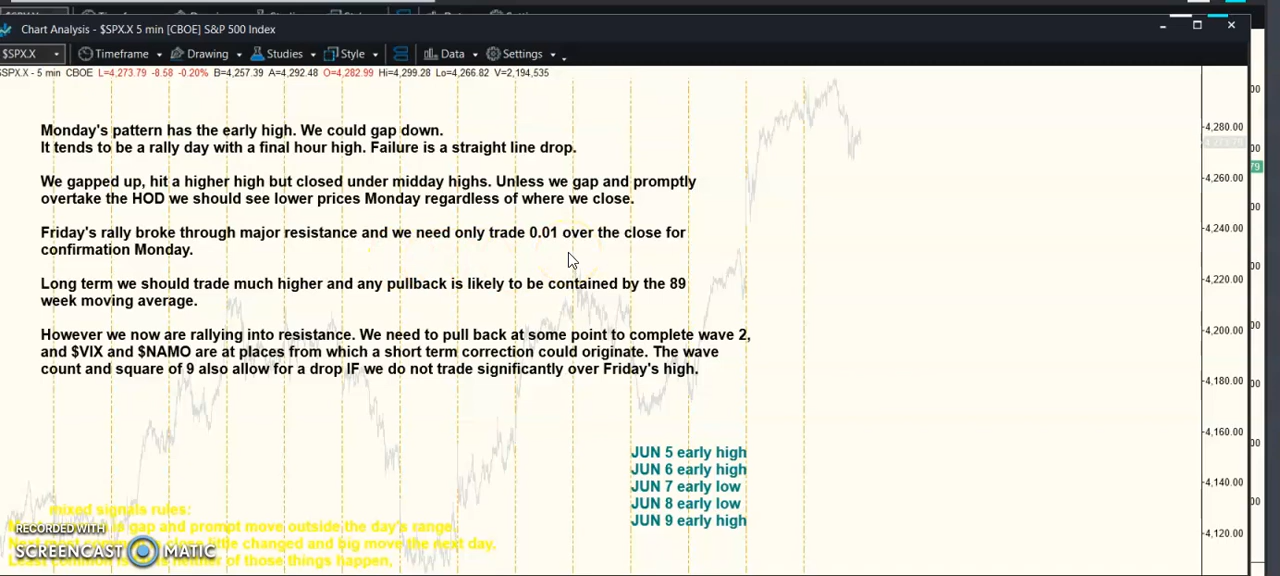 Chart Analysis - $SPX.X 5 min [CBOE] S&P 500 Index
$SPX.X Timeframe Drawing Studies Style Data Settings
$SPX.X - 5 min CBOE L=4,273.79 -8.58 -0.20% B=4,257.39 A=4,292.48 O=4,282.99 Hi=4,299.28 Lo=4,266.82 V=2,194,535
Monday's pattern has the early high. We could gap down.
It tends to be a rally day with a final hour high. Failure is a straight line drop.
We gapped up, hit a higher high but closed under midday highs. Unless we gap and promptly
overtake the HOD we should see lower prices Monday regardless of where we close.
Friday's rally broke through major resistance and we need only trade 0.01 over the close for
confirmation Monday.
Long term we should trade much higher and any pullback is likely to be contained by the 89
week moving average.
However we now are rallying into resistance. We need to pull back at some point to complete wave 2,
and $VIX and $NAMO are at places from which a short term correction could originate. The wave
count and square of 9 also allow for a drop IF we do not trade significantly over Friday's high.
JUN 5 early high
JUN 6 early high
JUN 7 early low
JUN 8 early low
JUN 9 early high
mixed signals rules:
gap and prompt move outside the day's range
little changed and big move the next day.
Least common neither of those things happen,
RECORDED WITH
SCREENCAST MATIC
4,280.00
4,260.00
4,240.00
4,220.00
4,200.00
4,180.00
4,160.00
4,140.00
4,120.00